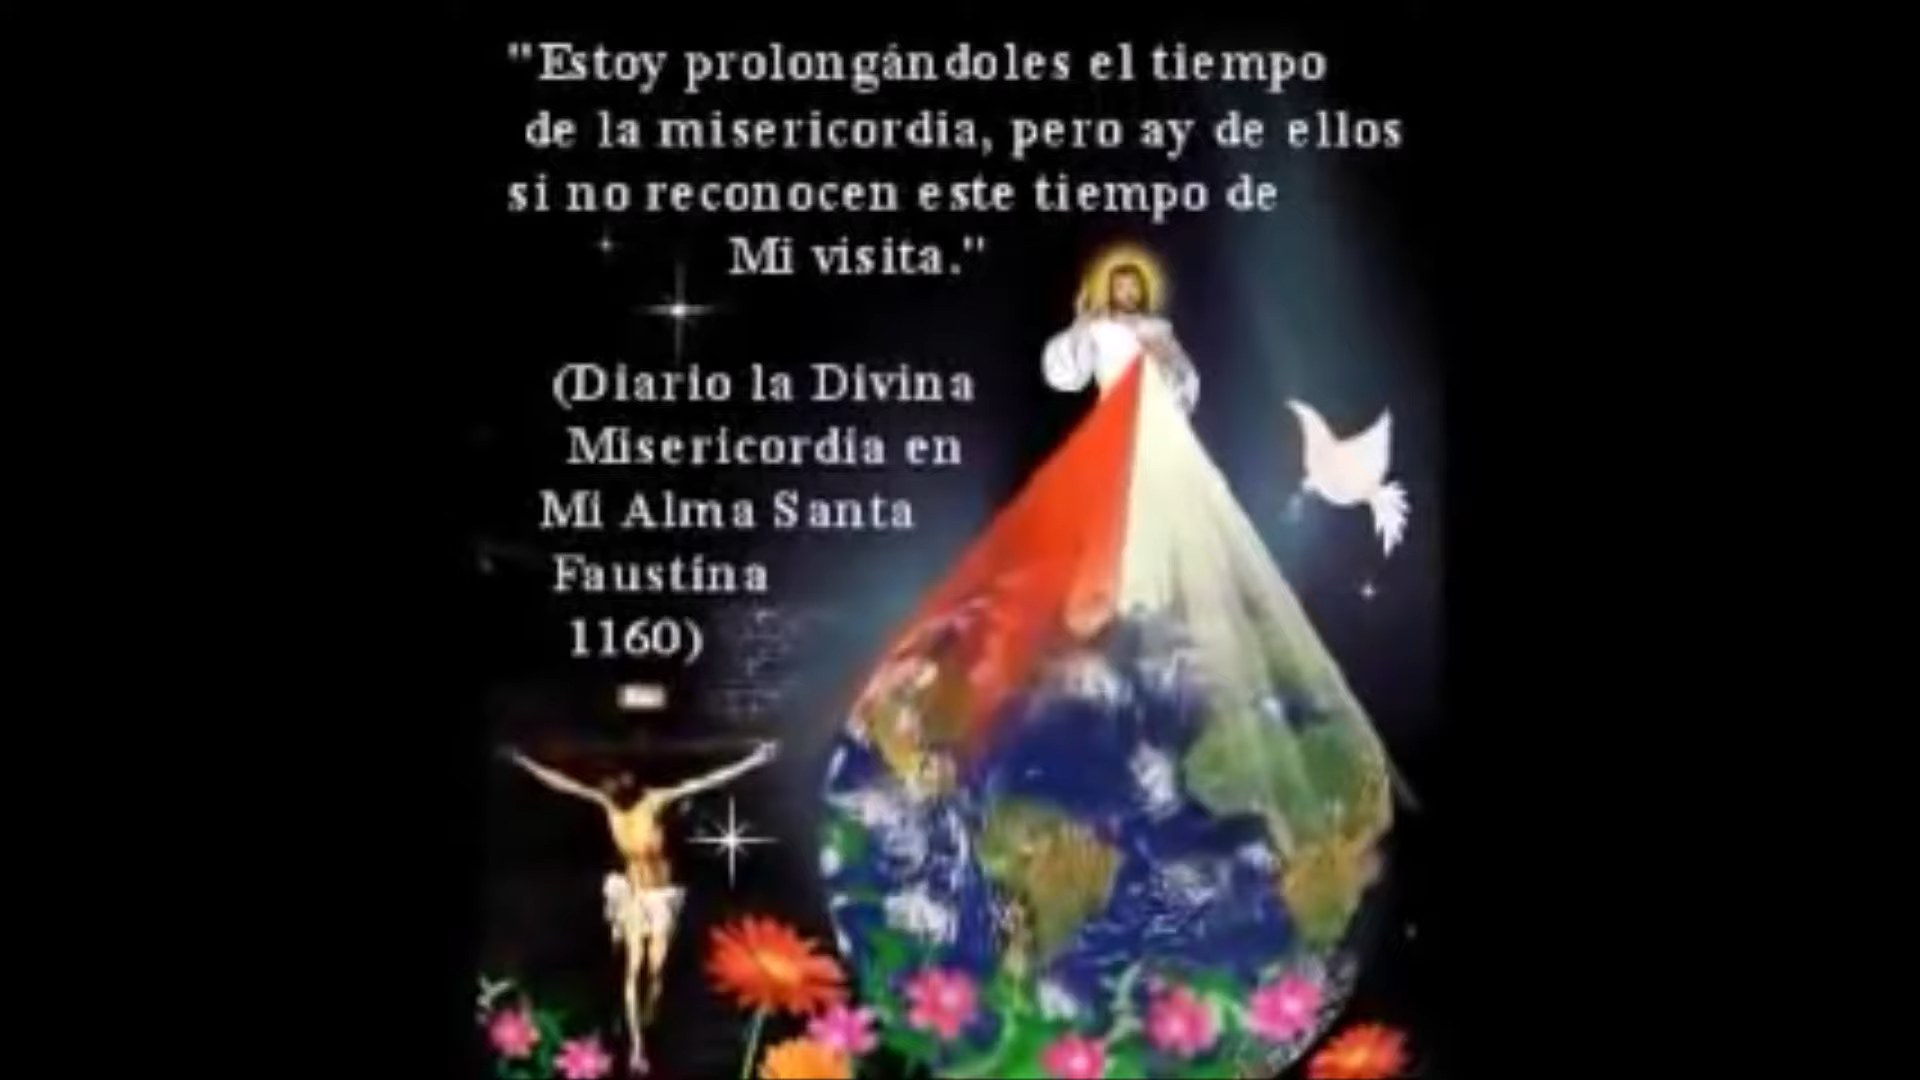 "Estoy prolongándoles el tiempo
de la misericordia, pero ay de ellos
si no reconocen este tiempo de
Mi visita."
(Diario la Divina
Misericordia en
Mi Alma Santa
Faustina
1160)